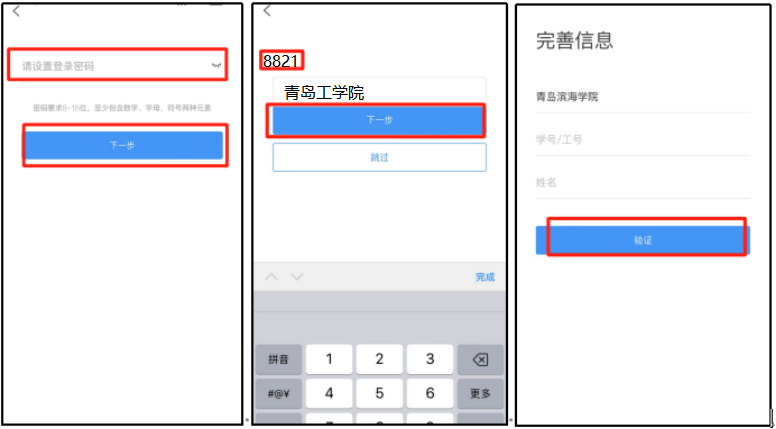 请设置登录密码
密码要求8-16位，至少包含数字、字母、符号两种元素
下一步
8821
青岛工学院
下一步
跳过
完成
拼音
1
2
3
#@¥
4
5
6
更多
完善信息
青岛滨海学院
学号/工号
姓名
验证